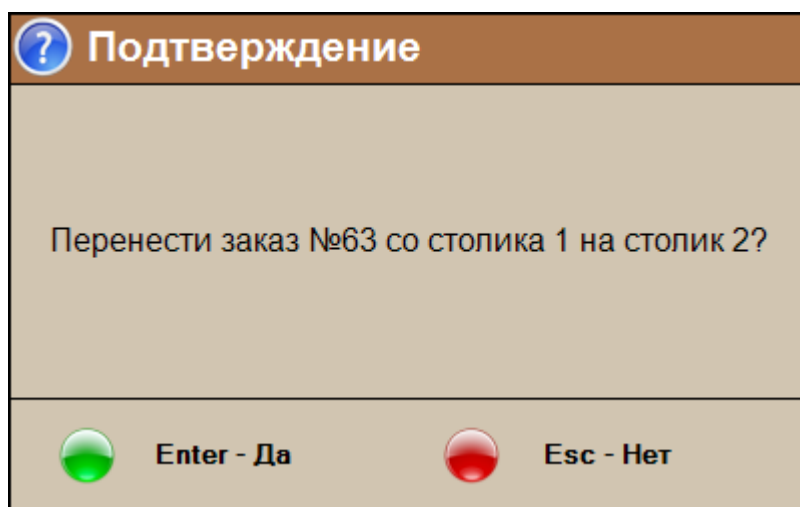 Подтверждение
Перенести заказ №63 со столика 1 на столик 2?
Enter - Да
Esc - Нет